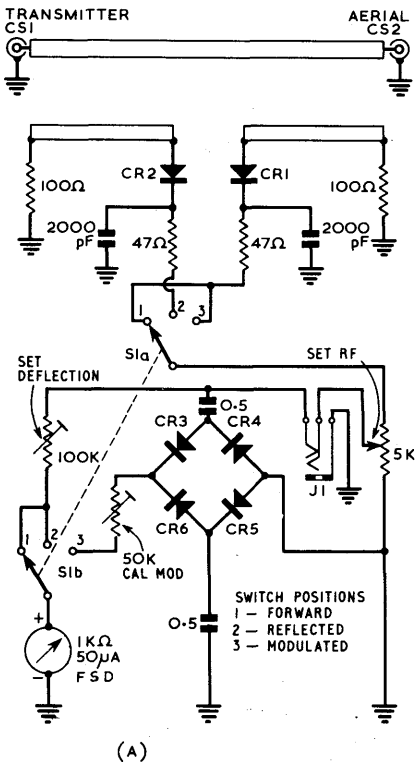 TRANSMITTER
CS1
AERIAL
CS2
100Ω
CR2
CR1
100Ω
2000
pF
47Ω
47Ω
2000
pF
1
2
3
S1a
SET
DEFLECTION
SET RF
0.5
CR3
CR4
100K
5K
J1
CR6
CR5
1
2
3
S1b
50K
CAL MOD
0.5
SWITCH POSITIONS
1 — FORWARD
2 — REFLECTED
3 — MODULATED
+
1KΩ
50μA
FSD
−
(A)